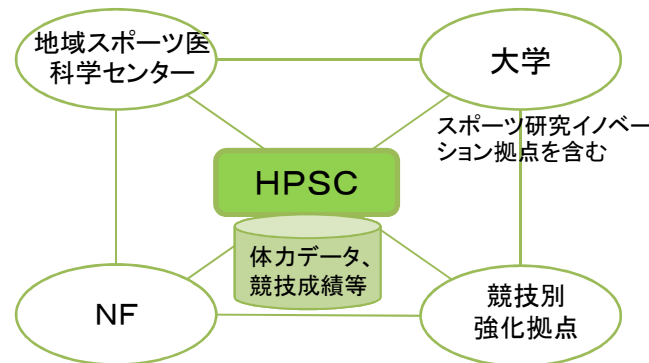 地域スポーツ医
科学センター
大学
スポーツ研究イノベー
ション拠点を含む
HPSC
体力データ、
競技成績等
NF
競技別
強化拠点